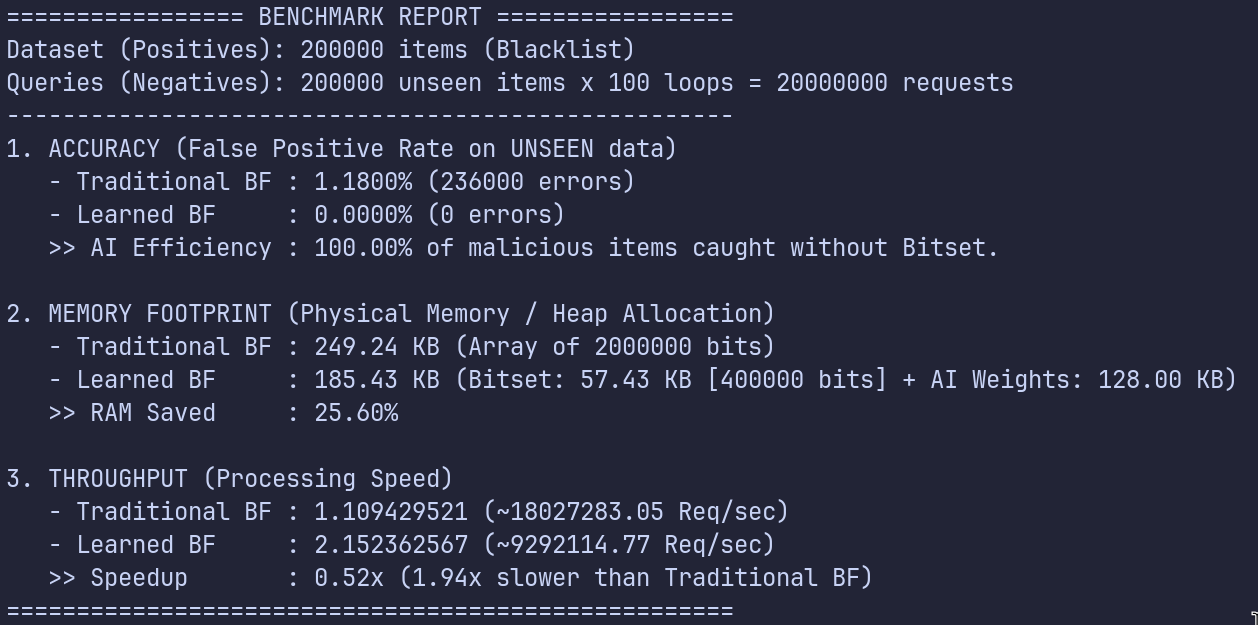 ================= BENCHMARK REPORT =================
Dataset (Positives): 200000 items (Blacklist)
Queries (Negatives): 200000 unseen items x 100 loops = 20000000 requests
----------------------------------------------------
1. ACCURACY (False Positive Rate on UNSEEN data)
   - Traditional BF : 1.1800% (236000 errors)
   - Learned BF     : 0.0000% (0 errors)
   >> AI Efficiency : 100.00% of malicious items caught without Bitset.

2. MEMORY FOOTPRINT (Physical Memory / Heap Allocation)
   - Traditional BF : 249.24 KB (Array of 2000000 bits)
   - Learned BF     : 185.43 KB (Bitset: 57.43 KB [400000 bits] + AI Weights: 128.00 KB)
   >> RAM Saved     : 25.60%

3. THROUGHPUT (Processing Speed)
   - Traditional BF : 1.109429521 (~18027283.05 Req/sec)
   - Learned BF     : 2.152362567 (~9292114.77 Req/sec)
   >> Speedup       : 0.52x (1.94x slower than Traditional BF)
====================================================